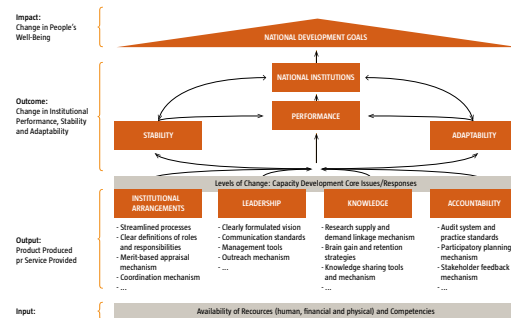 Impact:
Change in People's
Well-Being
NATIONAL DEVELOPMENT GOALS
NATIONAL INSTITUTIONS
Outcome:
Change in Institutional
Performance, Stability
and Adaptability
PERFORMANCE
STABILITY
ADAPTABILITY
Levels of Change: Capacity Development Core Issues/Responses
INSTITUTIONAL
ARRANGEMENTS
LEADERSHIP
KNOWLEDGE
ACCOUNTABILITY
Output:
Product Produced
pr Service Provided
- Streamlined processes
- Clear definitions of roles
and responsibilities
- Merit-based appraisal
mechanism
- Coordination mechanism
- ...
- Clearly formulated vision
- Communication standards
- Management tools
- Outreach mechanism
- ...
- Research supply and
demand linkage mechanism
- Brain gain and retention
strategies
- Knowledge sharing tools
and mechanism
- ...
- Audit system and
practice standards
- Participatory planning
mechanism
- Stakeholder feedback
mechanism
- ...
Input:
Availability of Recources (human, financial and physical) and Competencies